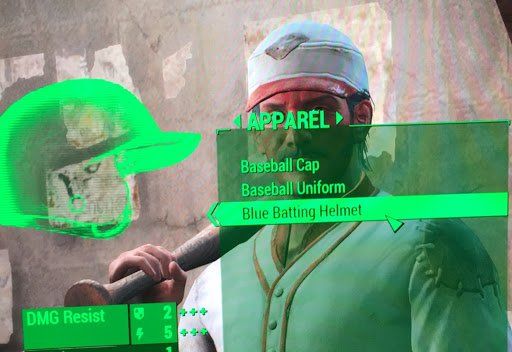 APPAREL
Baseball Cap
Baseball Uniform
Blue Batting Helmet
DMG Resist
2 +++
5 +++